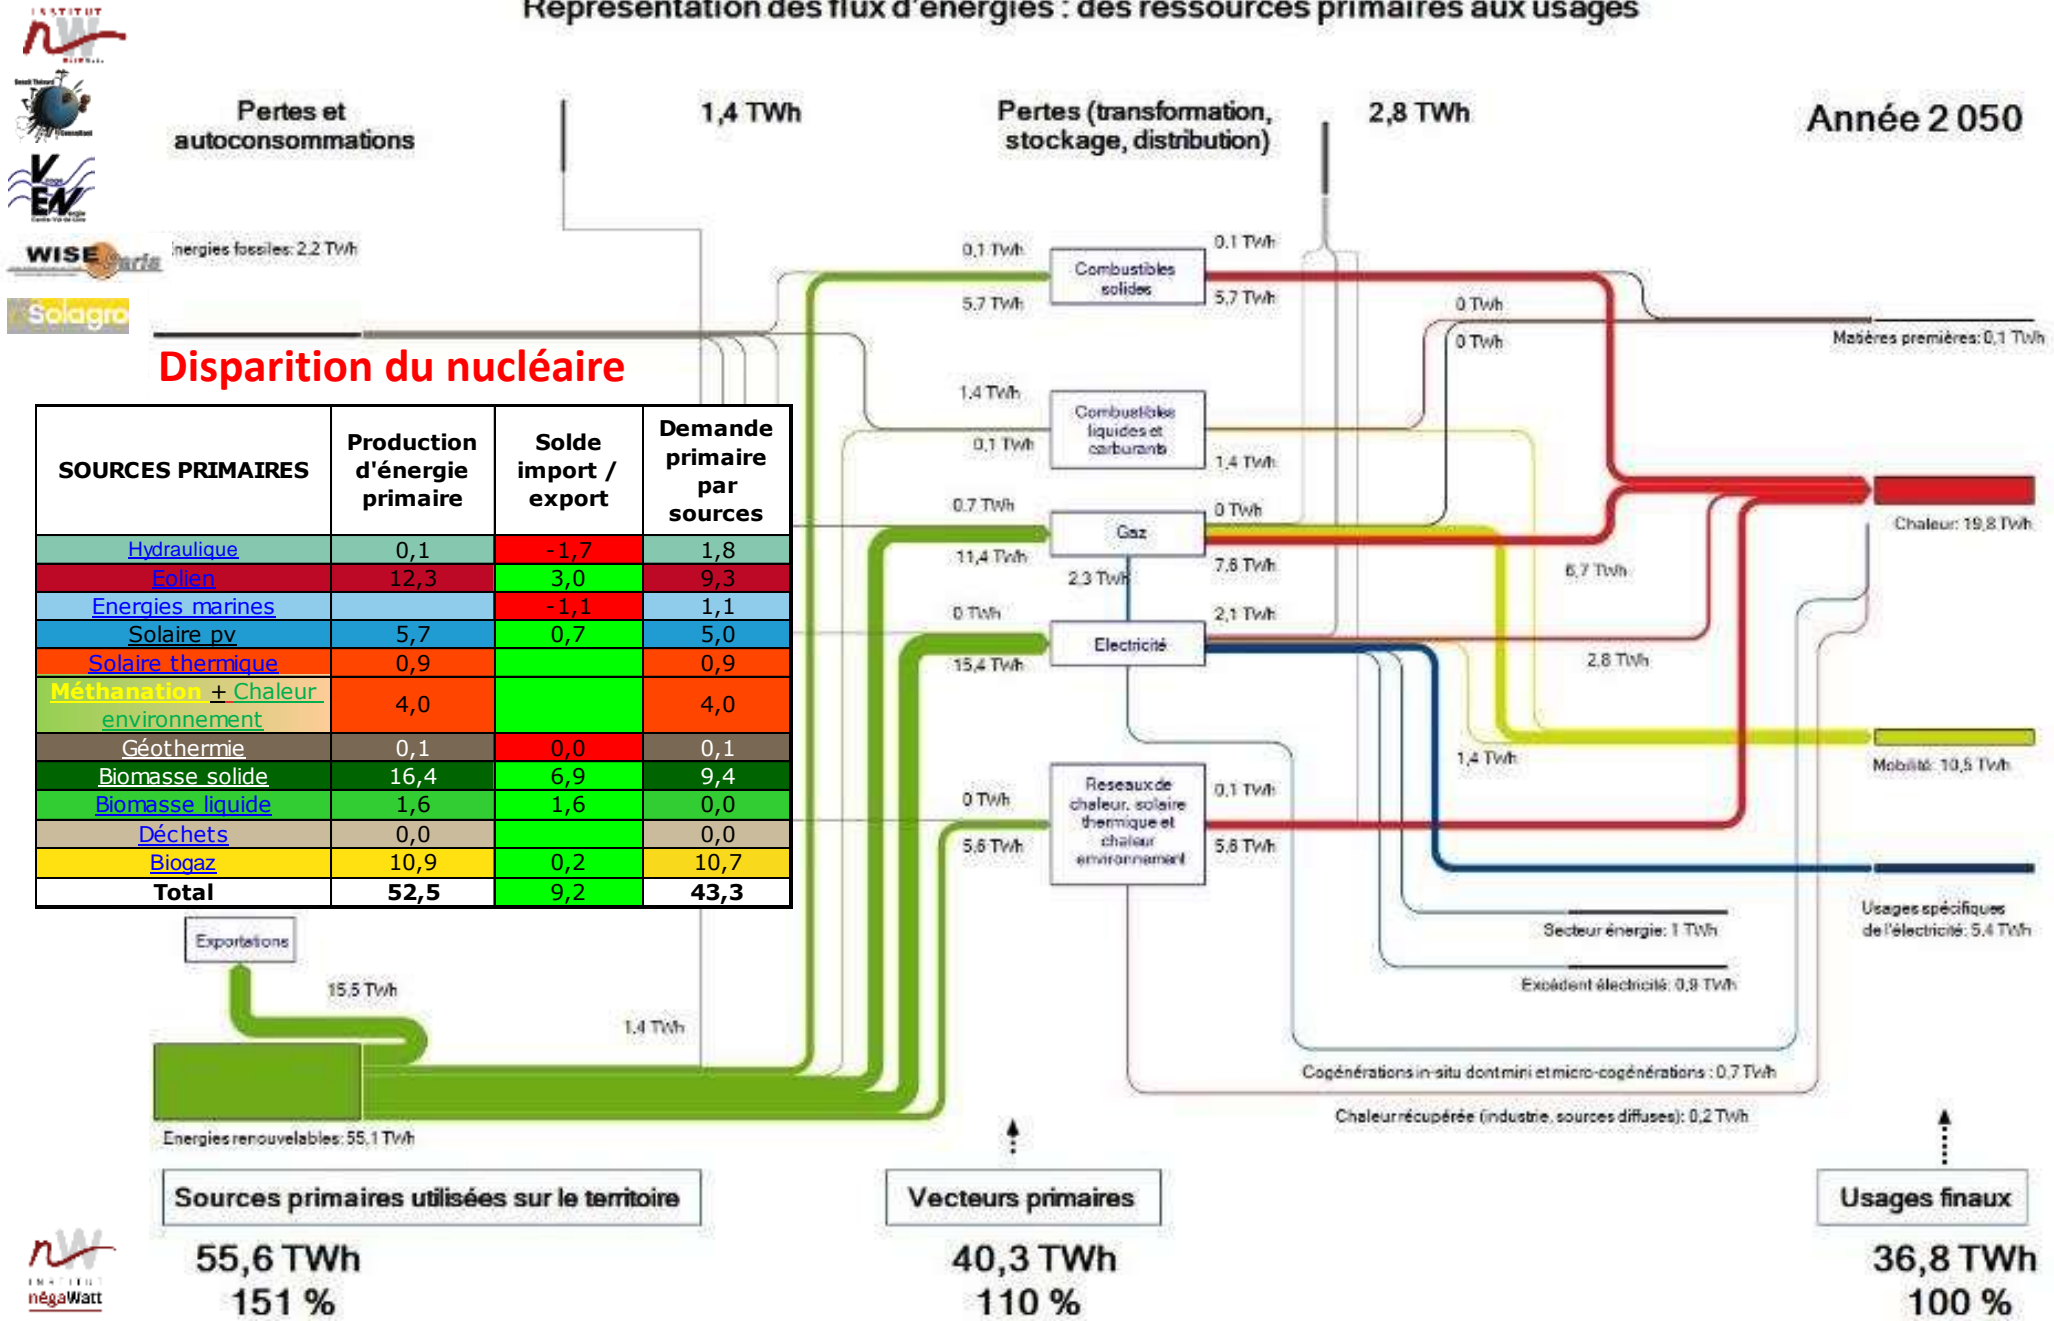 Représentation des flux d'énergies : des ressources primaires aux usages
INSTITUT
Pertes et
autoconsommations
1,4 TWh
Pertes (transformation,
stockage, distribution)
2,8 TWh
Année 2 050
WISE
Paris
Solagro
nergies fossiles: 2,2 TWh
0,1 TWh
5,7 TWh
Combustibles
solides
0,1 TWh
5,7 TWh
0 TWh
0 TWh
Matières premières: 0,1 TWh
Disparition du nucléaire
1,4 TWh
0,1 TWh
Combustibles
liquides et
carburants
1,4 TWh
SOURCES PRIMAIRES
Production
d'énergie
primaire
Solde
import /
export
Demande
primaire
par
sources
Hydraulique 0,1 -1,7 1,8
Eolien 12,3 3,0 9,3
Energies marines -1,1 1,1
Solaire pv 5,7 0,7 5,0
Solaire thermique 0,9 0,9
Méthanation + Chaleur
environnement 4,0 4,0
Géothermie 0,1 0,0 0,1
Biomasse solide 16,4 6,9 9,4
Biomasse liquide 1,6 1,6 0,0
Déchets 0,0 0,0
Biogaz 10,9 0,2 10,7
Total 52,5 9,2 43,3
0,7 TWh
11,4 TWh
Gaz
0 TWh
7,6 TWh
2,3 TWh
6,7 TWh
Chaleur: 19,8 TWh
0 TWh
15,4 TWh
Electricité
2,1 TWh
2,8 TWh
1,4 TWh
Mobilité: 10,5 TWh
0 TWh
5,6 TWh
Reseaux de
chaleur, solaire
thermique et
chaleur
environnement
0,1 TWh
5,6 TWh
Usages spécifiques
de l'électricité: 5,4 TWh
Secteur énergie: 1 TWh
Excédent électricité: 0,9 TWh
Exportations
15,5 TWh
1,4 TWh
Cogénérations in-situ dont mini et micro-cogénérations : 0,7 TWh
Chaleur récupérée (industrie, sources diffuses): 0,2 TWh
Energies renouvelables: 55,1 TWh
Sources primaires utilisées sur le territoire
Vecteurs primaires
Usages finaux
55,6 TWh
151 %
40,3 TWh
110 %
36,8 TWh
100 %
INSTITUT
négaWatt